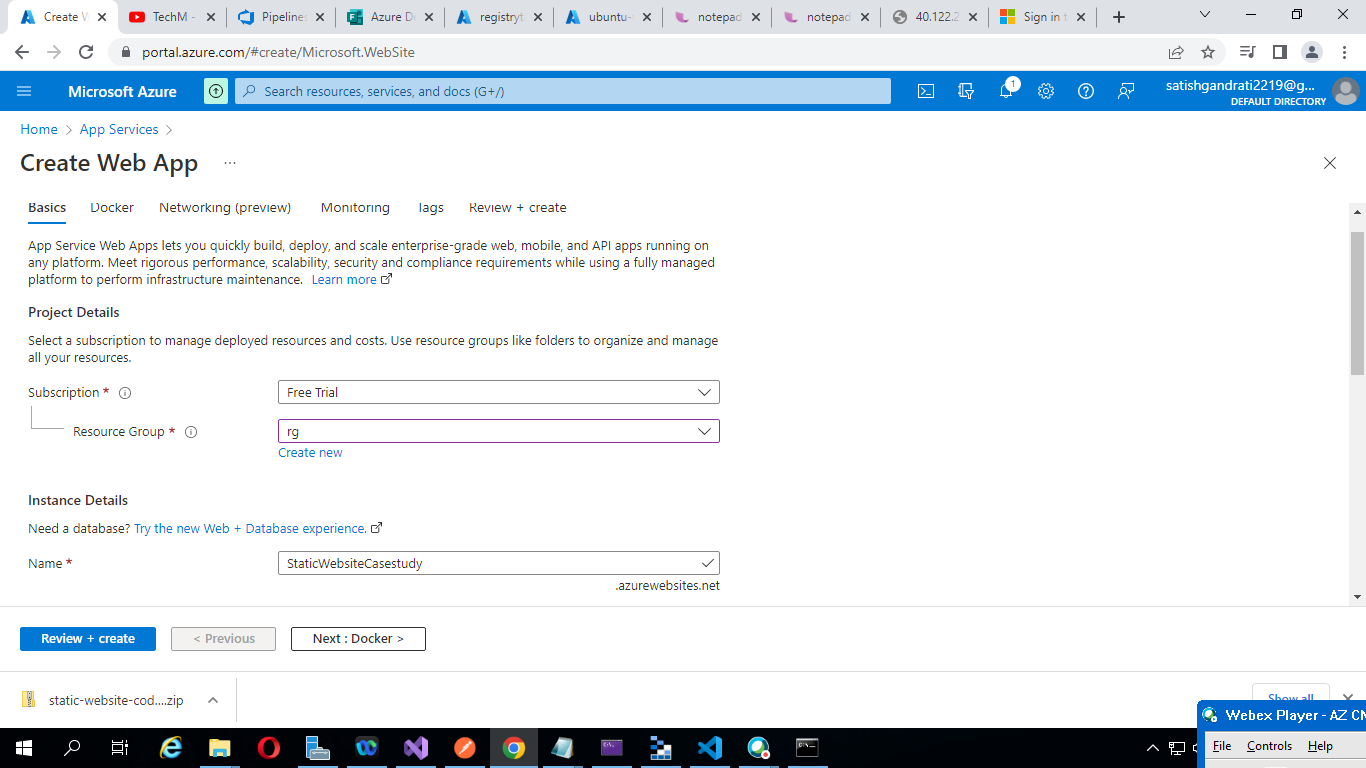 Create W
TechM -
Pipeline
Azure D
registryt
ubuntu-
notepad
notepad
40.122.2
Sign in t
portal.azure.com/#create/Microsoft.WebSite
Microsoft Azure
Search resources, services, and docs (G+/)
1
satishgandrati2219@g...
DEFAULT DIRECTORY
Home > App Services >
Create Web App ...
Basics Docker Networking (preview) Monitoring Tags Review + create
App Service Web Apps lets you quickly build, deploy, and scale enterprise-grade web, mobile, and API apps running on
any platform. Meet rigorous performance, scalability, security and compliance requirements while using a fully managed
platform to perform infrastructure maintenance. Learn more
Project Details
Select a subscription to manage deployed resources and costs. Use resource groups like folders to organize and manage
all your resources.
Subscription *
Free Trial
Resource Group *
rg
Create new
Instance Details
Need a database? Try the new Web + Database experience.
Name *
StaticWebsiteCasestudy
.azurewebsites.net
Review + create
< Previous
Next : Docker >
static-website-cod....zip
Show all
Webex Player - AZ CN
File Controls Help